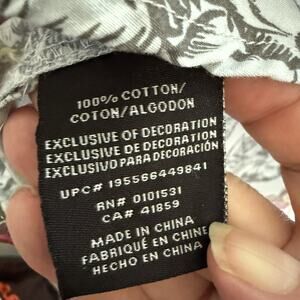 100% COTTON/
COTON/ALGODON
EXCLUSIVE OF DECORATION
EXCLUSIVE DE DECORATION
EXCLUSIVO PARA DECORACIÓN
UPC# 195566449841
RN# 0101531
CA# 41859
MADE IN CHINA
FABRIQUÉ EN CHINE
HECHO EN CHINA